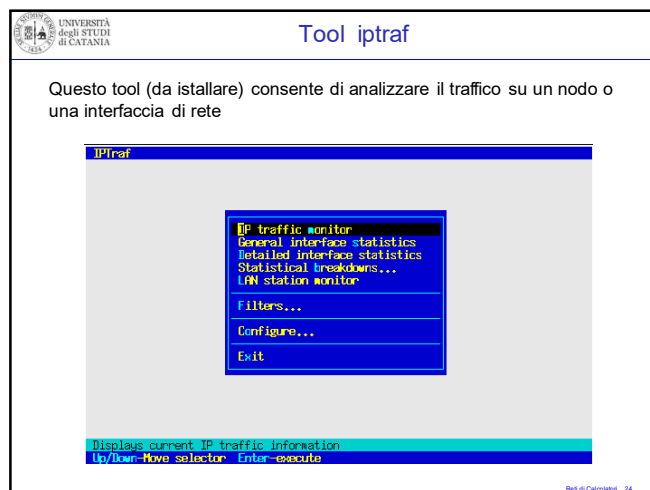 UNIVERSITÀ
degli STUDI
di CATANIA
Tool iptraf
Questo tool (da istallare) consente di analizzare il traffico su un nodo o
una interfaccia di rete
IPTraf
IP traffic monitor
General interface statistics
Detailed interface statistics
Statistical breakdowns...
LAN station monitor
Filters...
Configure...
Exit
Displays current IP traffic information
Up/Down-Move selector Enter-execute
Reti di Calcolatori 24